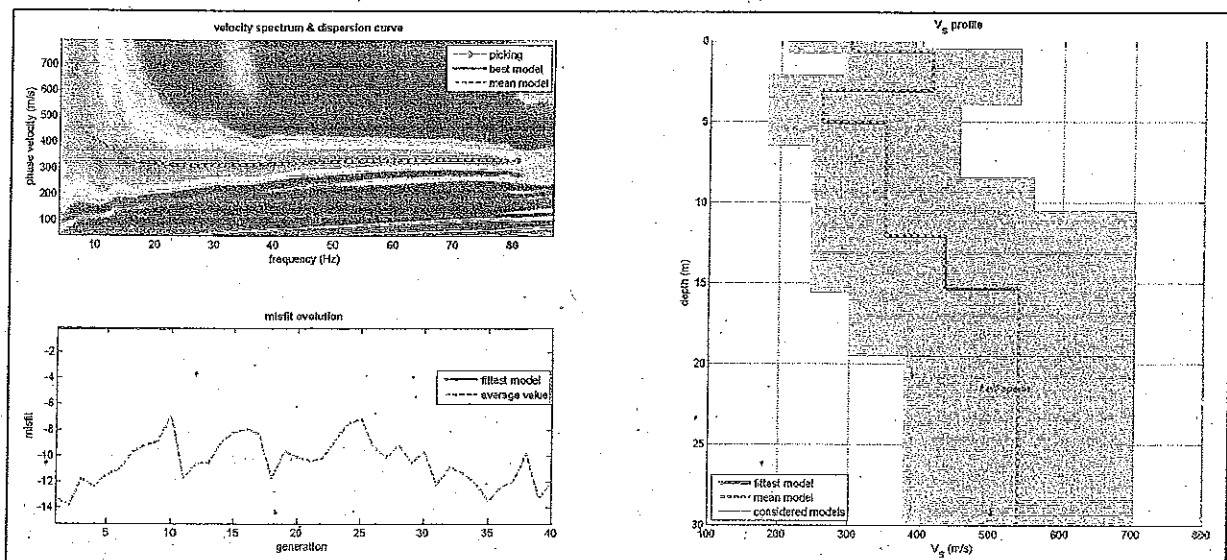 velocity spectrum & dispersion curve
phase velocity (m/s)
700
600
500
400
300
200
100
picking
best model
mean model
10
20
30
40
50
60
70
80
frequency (Hz)
misfit evolution
misfit
-2
-4
-6
-8
-10
-12
-14
fittest model
average value
5
10
15
20
25
30
35
40
generation
VS profile
depth (m)
0
5
10
15
20
25
30
fittest model
mean model
considered models
100
200
300
400
500
600
700
800
VS (m/s)